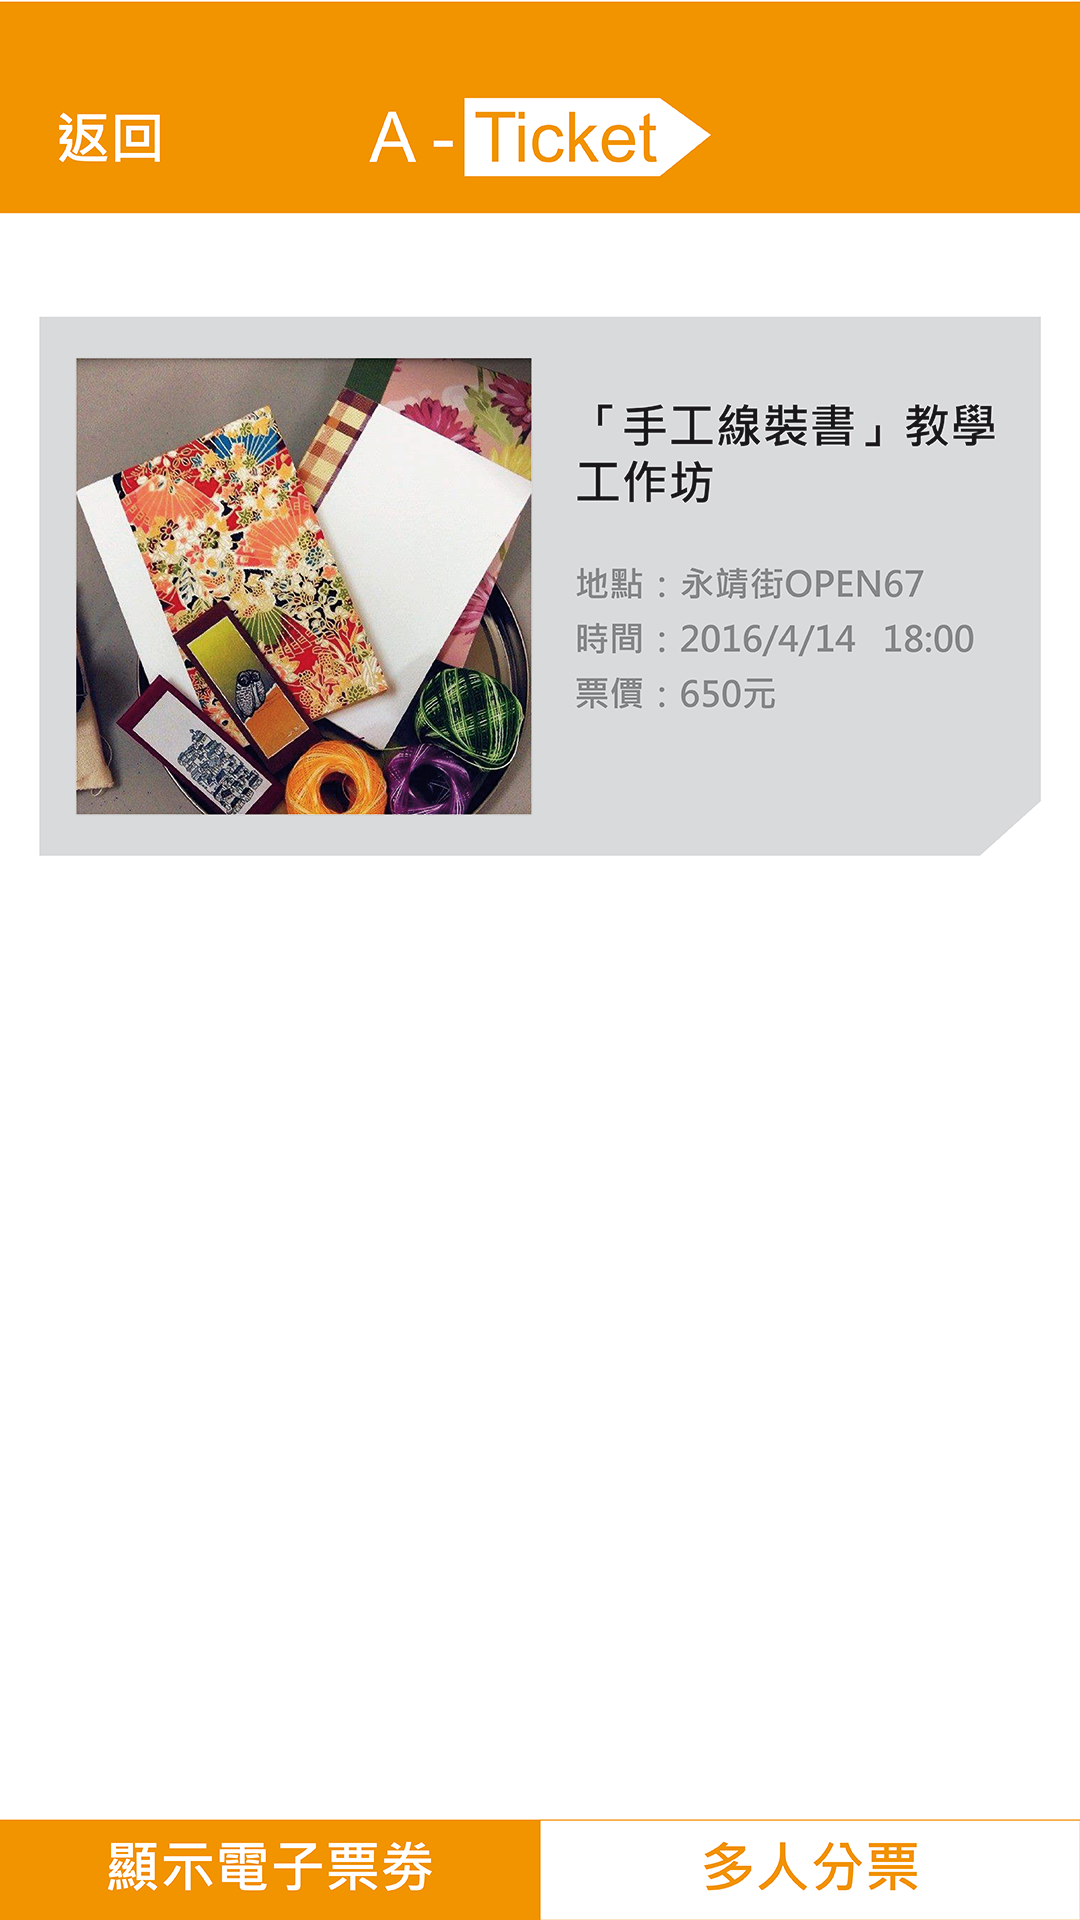 返回
A - Ticket
「手工線裝書」教學
工作坊
地點：永靖街OPEN67
時間：2016/4/14 18:00
票價：650元
顯示電子票券
多人分票